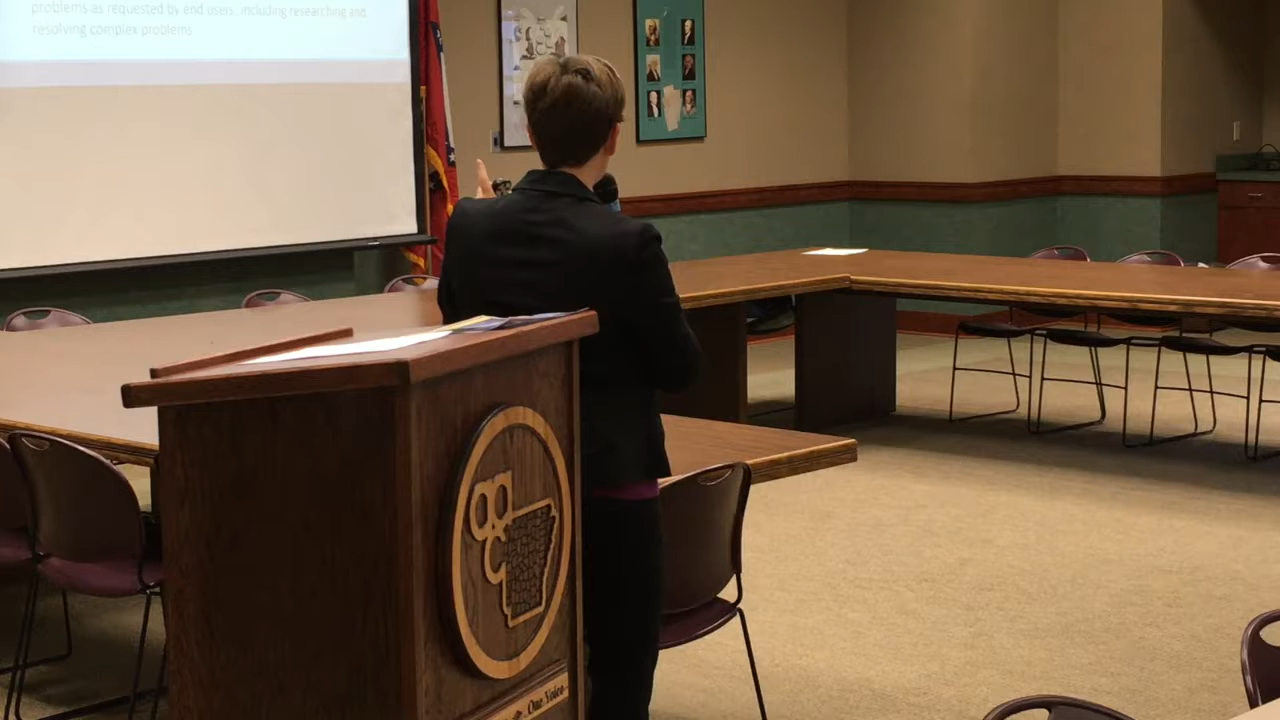 problems as requested by end users, including researching and
resolving complex problems
One Voice